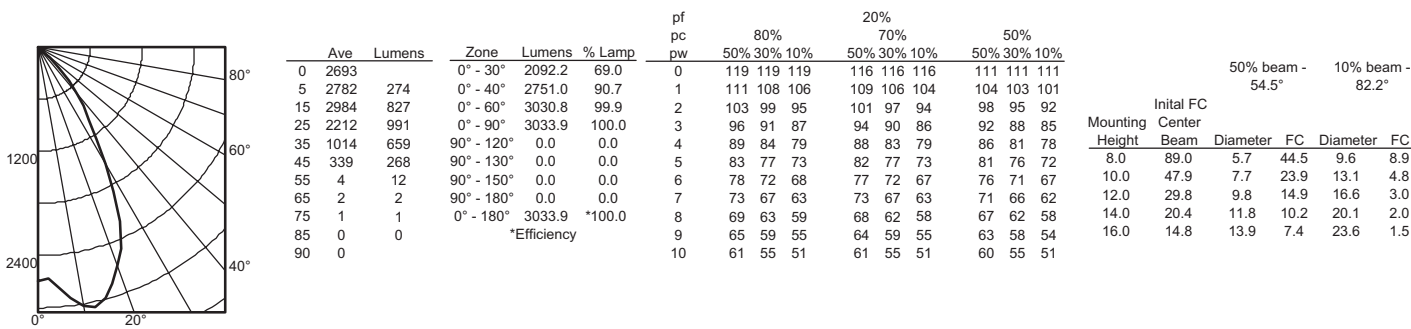 80°
60°
40°
1200
2400
0° 20°
Ave Lumens
0 2693
5 2782 274
15 2984 827
25 2212 991
35 1014 659
45 339 268
55 4 12
65 2 2
75 1 1
85 0 0
90 0
Zone Lumens % Lamp
0° - 30° 2092.2 69.0
0° - 40° 2751.0 90.7
0° - 60° 3030.8 99.9
0° - 90° 3033.9 100.0
90° - 120° 0.0 0.0
90° - 130° 0.0 0.0
90° - 150° 0.0 0.0
90° - 180° 0.0 0.0
0° - 180° 3033.9 *100.0
*Efficiency
pf 20%
pc 80% 70% 50%
pw 50% 30% 10% 50% 30% 10% 50% 30% 10%
0 119 119 119 116 116 116 111 111 111
1 111 108 106 109 106 104 104 103 101
2 103 99 95 101 97 94 98 95 92
3 96 91 87 94 90 86 92 88 85
4 89 84 79 88 83 79 86 81 78
5 83 77 73 82 77 73 81 76 72
6 78 72 68 77 72 67 76 71 67
7 73 67 63 73 67 63 71 66 62
8 69 63 59 68 62 58 67 62 58
9 65 59 55 64 59 55 63 58 54
10 61 55 51 61 55 51 60 55 51
50% beam - 10% beam -
54.5° 82.2°
Inital FC
Mounting Center
Height Beam Diameter FC Diameter FC
8.0 89.0 5.7 44.5 9.6 8.9
10.0 47.9 7.7 23.9 13.1 4.8
12.0 29.8 9.8 14.9 16.6 3.0
14.0 20.4 11.8 10.2 20.1 2.0
16.0 14.8 13.9 7.4 23.6 1.5